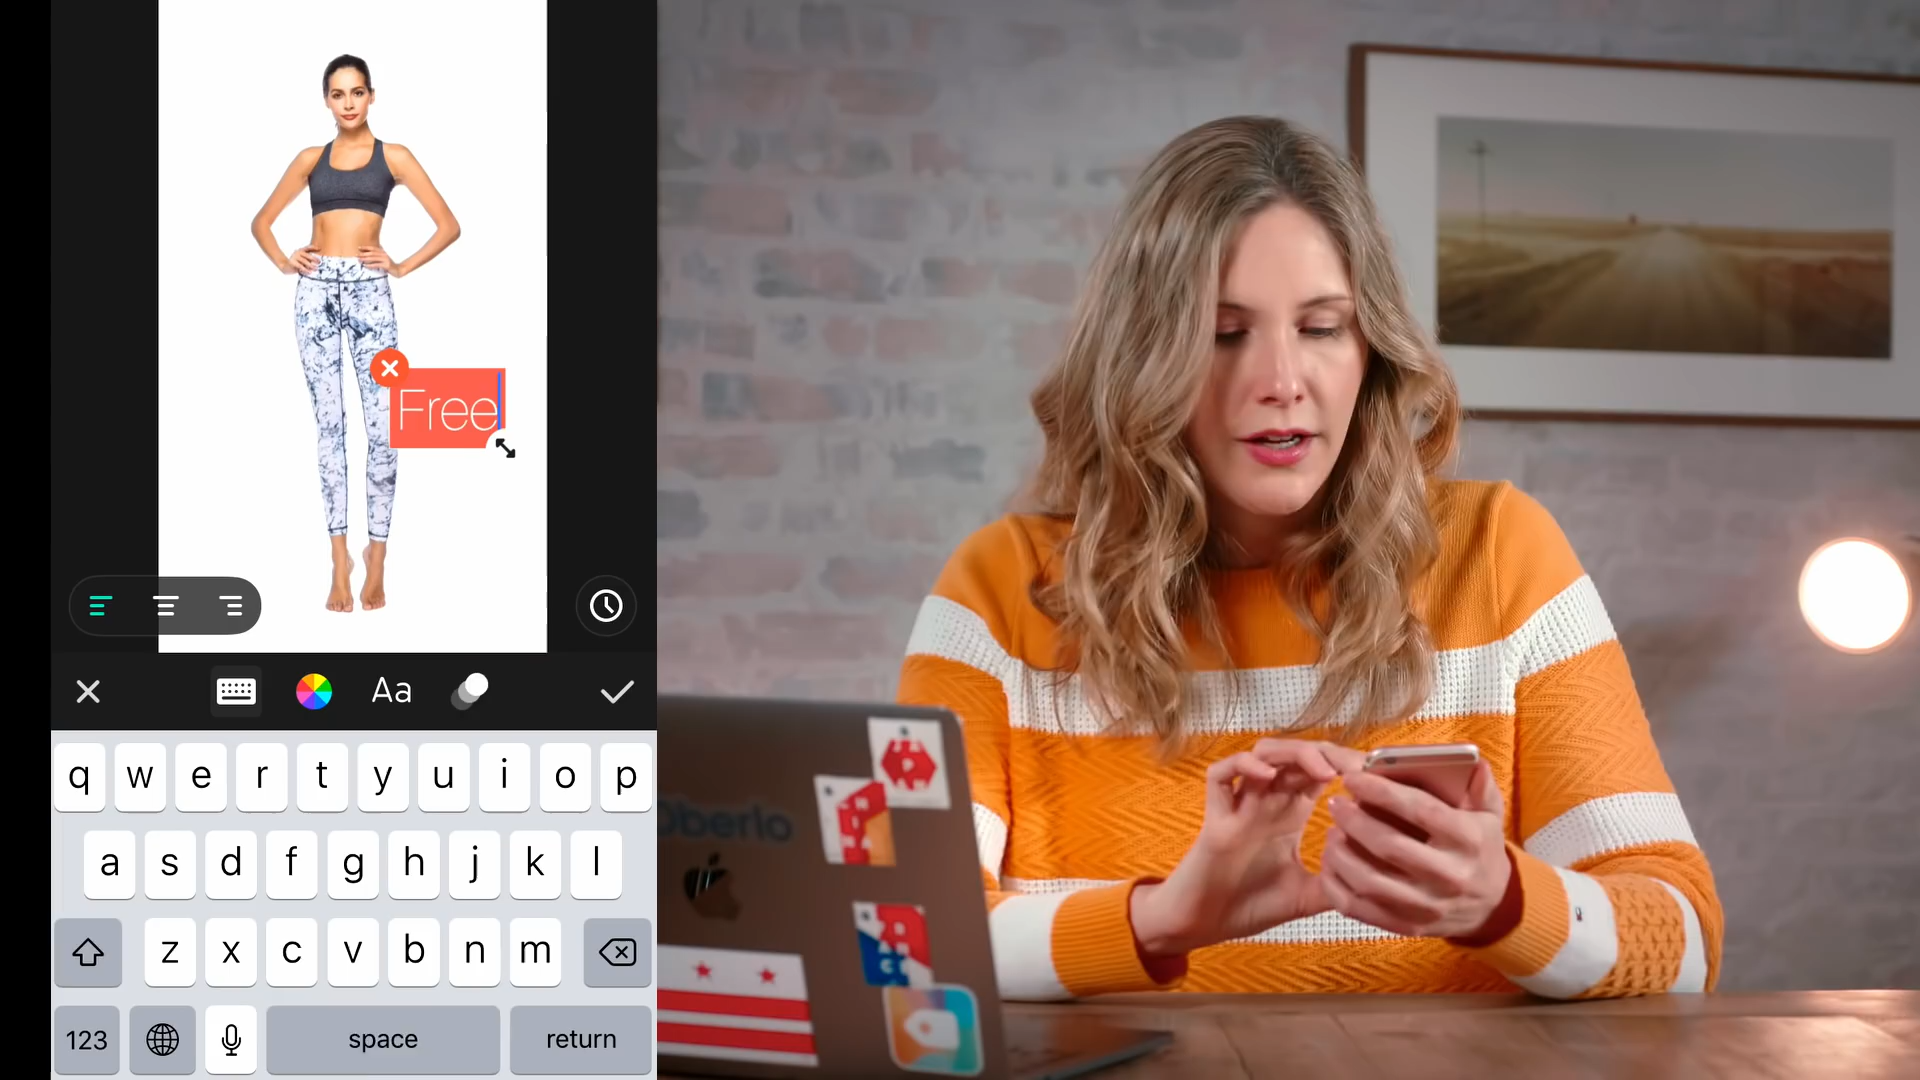 Free
Aa
q w e r t y u i o p
a s d f g h j k l
z x c v b n m
123 space return
Oberlo